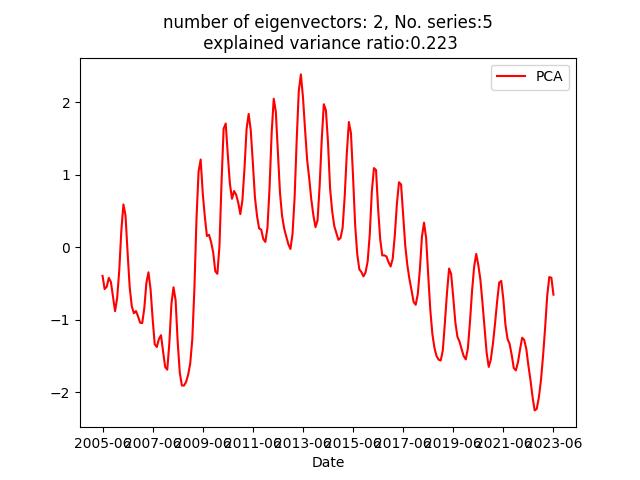 number of eigenvectors: 2, No. series:5
explained variance ratio:0.223
PCA
2
1
0
−1
−2
2005-06 2007-06 2009-06 2011-06 2013-06 2015-06 2017-06 2019-06 2021-06 2023-06
Date